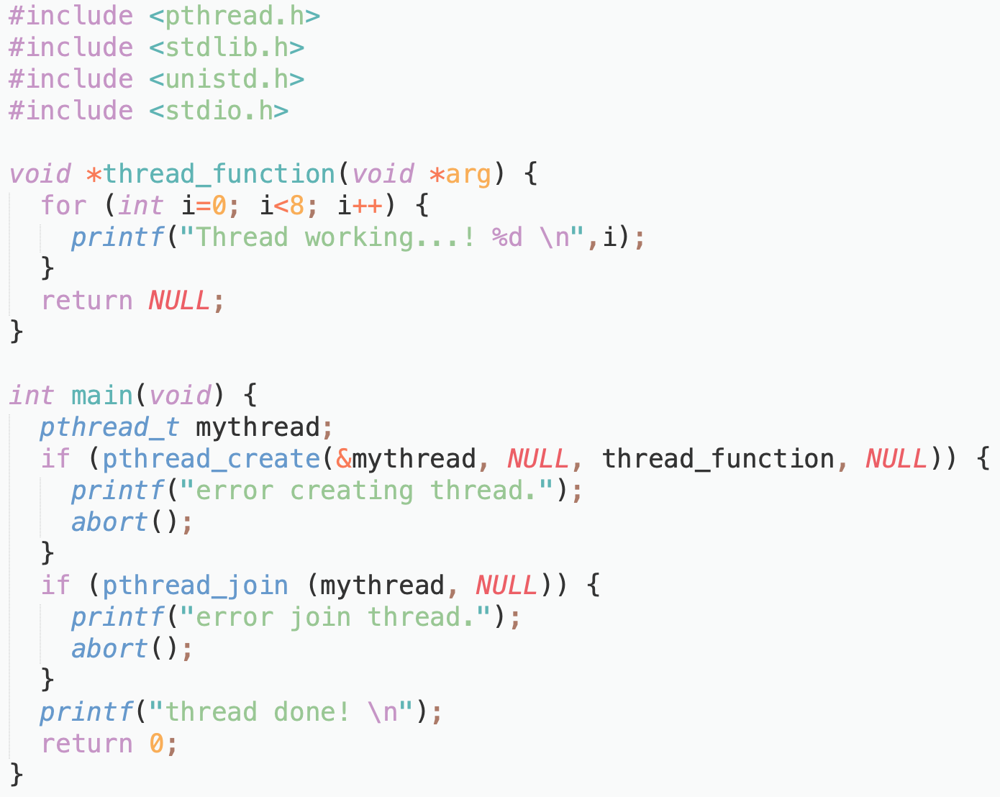 #include <pthread.h>
#include <stdlib.h>
#include <unistd.h>
#include <stdio.h>
void *thread_function(void *arg) {
for (int i=0; i<8; i++) {
printf("Thread working...! %d \n",i);
}
return NULL;
}
int main(void) {
pthread_t mythread;
if (pthread_create(&mythread, NULL, thread_function, NULL)) {
printf("error creating thread.");
abort();
}
if (pthread_join (mythread, NULL)) {
printf("error join thread.");
abort();
}
printf("thread done! \n");
return 0;
}